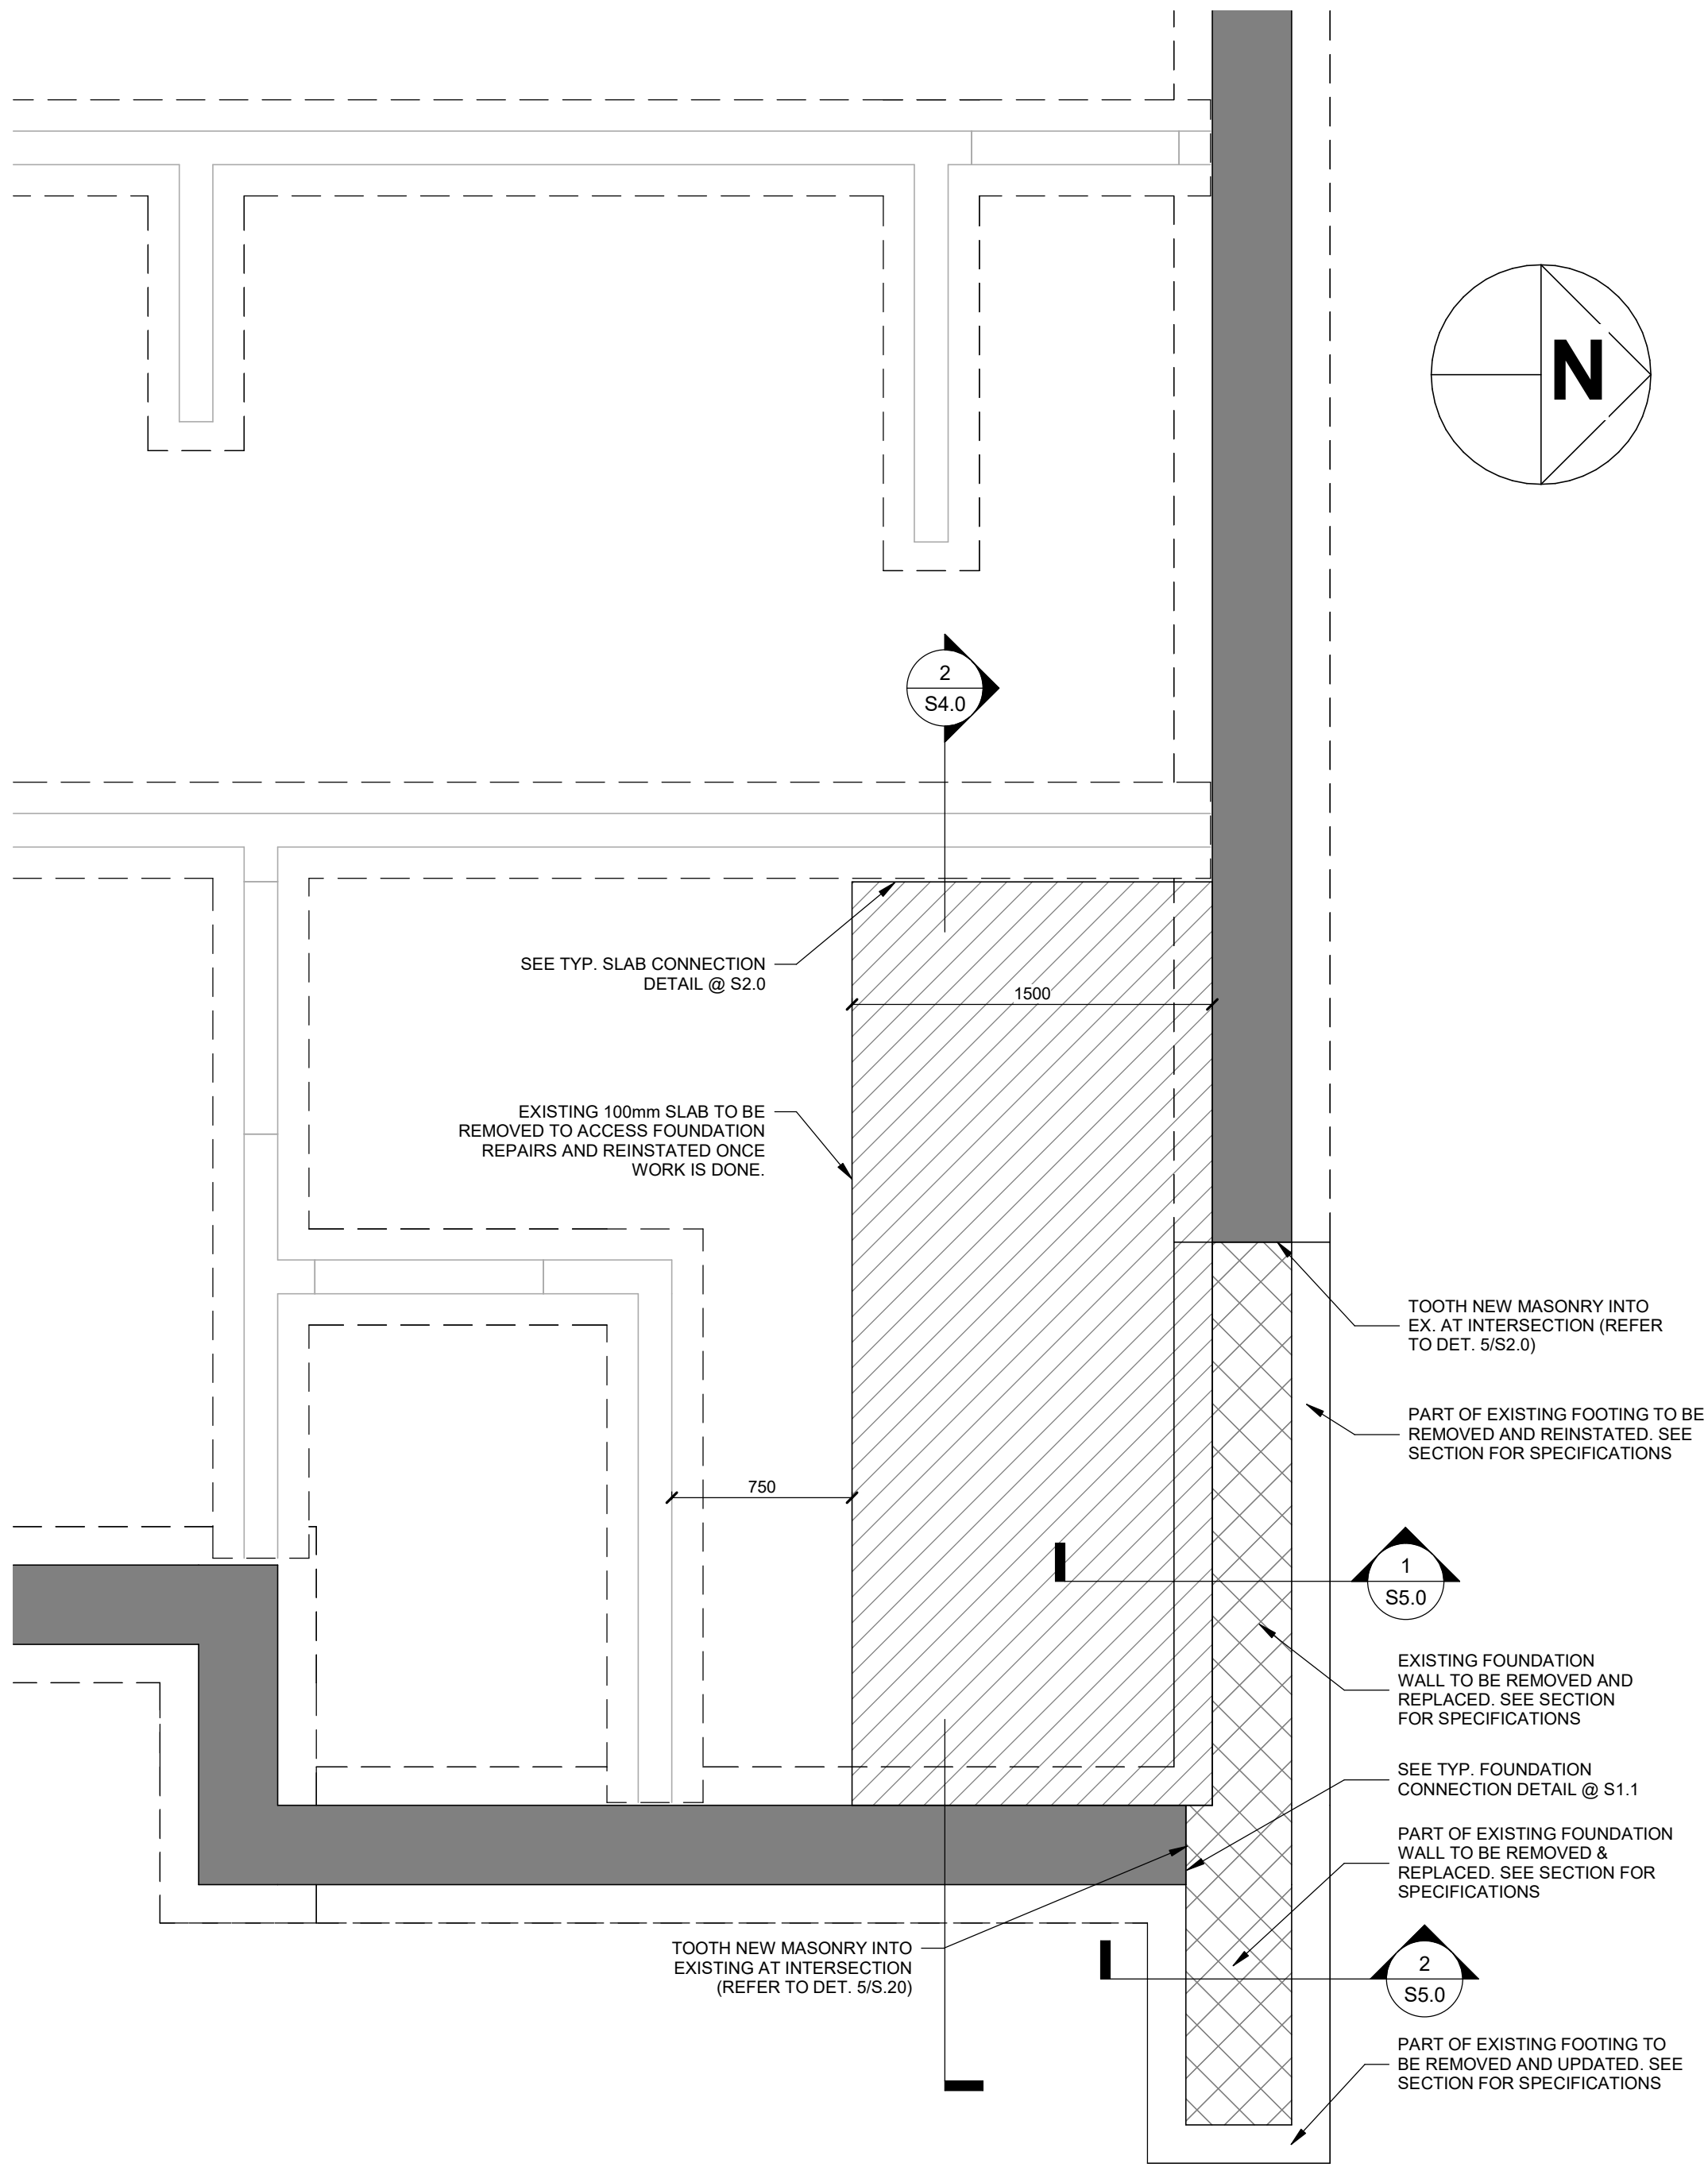 N
2
S4.0
SEE TYP. SLAB CONNECTION
DETAIL @ S2.0
1500
EXISTING 100mm SLAB TO BE
REMOVED TO ACCESS FOUNDATION
REPAIRS AND REINSTATED ONCE
WORK IS DONE.
TOOTH NEW MASONRY INTO
EX. AT INTERSECTION (REFER
TO DET. 5/S2.0)
PART OF EXISTING FOOTING TO BE
REMOVED AND REINSTATED. SEE
SECTION FOR SPECIFICATIONS
750
1
S5.0
EXISTING FOUNDATION
WALL TO BE REMOVED AND
REPLACED. SEE SECTION
FOR SPECIFICATIONS
SEE TYP. FOUNDATION
CONNECTION DETAIL @ S1.1
PART OF EXISTING FOUNDATION
WALL TO BE REMOVED &
REPLACED. SEE SECTION FOR
SPECIFICATIONS
TOOTH NEW MASONRY INTO
EXISTING AT INTERSECTION
(REFER TO DET. 5/S.20)
2
S5.0
PART OF EXISTING FOOTING TO
BE REMOVED AND UPDATED. SEE
SECTION FOR SPECIFICATIONS